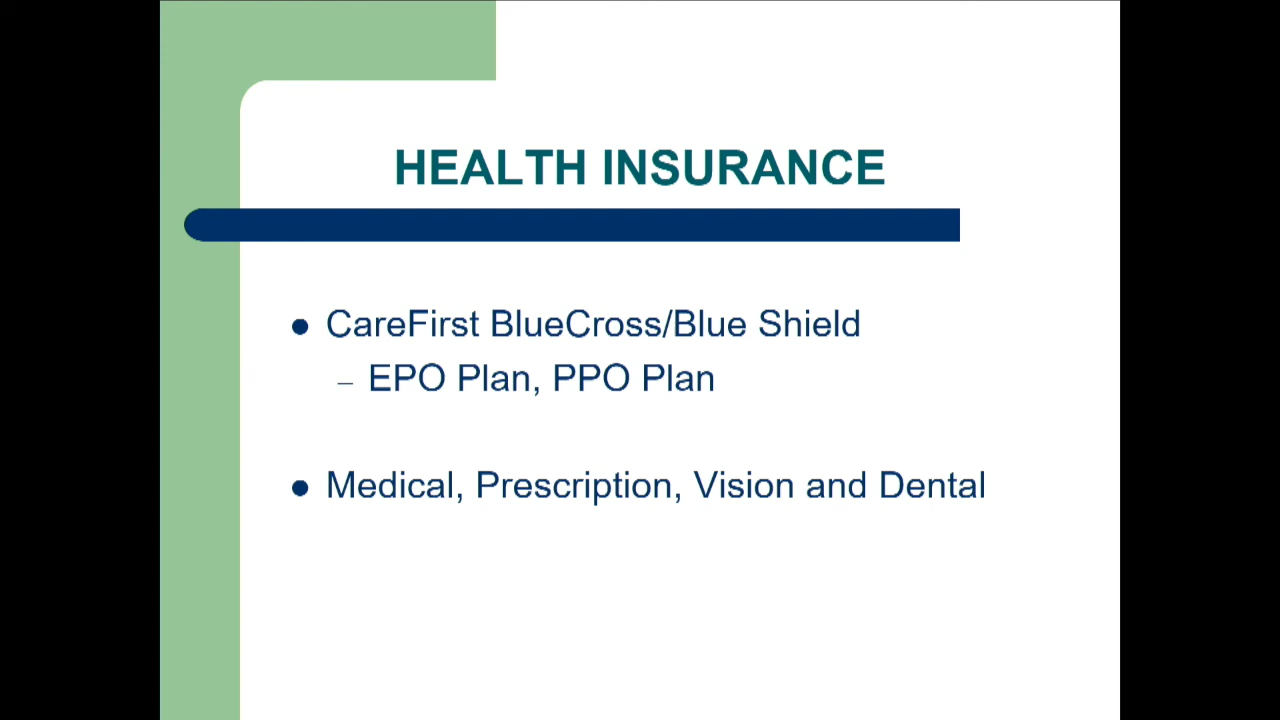 HEALTH INSURANCE
● CareFirst BlueCross/Blue Shield
– EPO Plan, PPO Plan
● Medical, Prescription, Vision and Dental